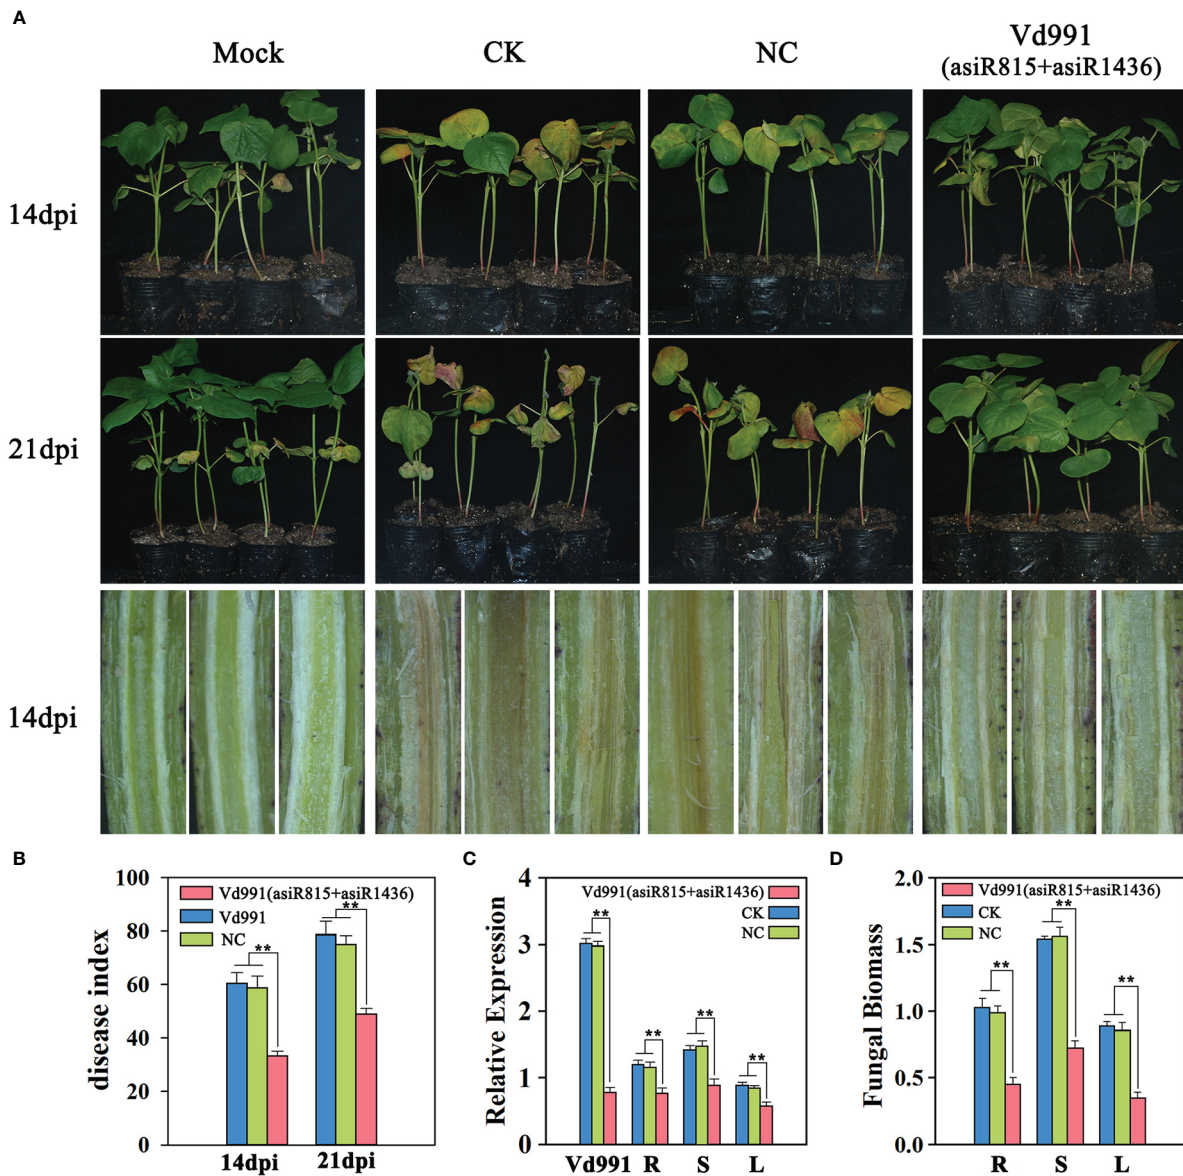 A
Mock
CK
NC
Vd991
(asiR815+asiR1436)
14dpi
21dpi
14dpi
B
disease index
100
80
60
40
20
0
Vd991(asiR815+asiR1436)
Vd991
NC
**
**
14dpi
21dpi
C
Relative Expression
4
3
2
1
0
Vd991(asiR815+asiR1436)
CK
NC
**
**
**
**
Vd991
R
S
L
D
Fungal Biomass
2.0
1.5
1.0
0.5
0.0
Vd991(asiR815+asiR1436)
CK
NC
**
**
**
R
S
L